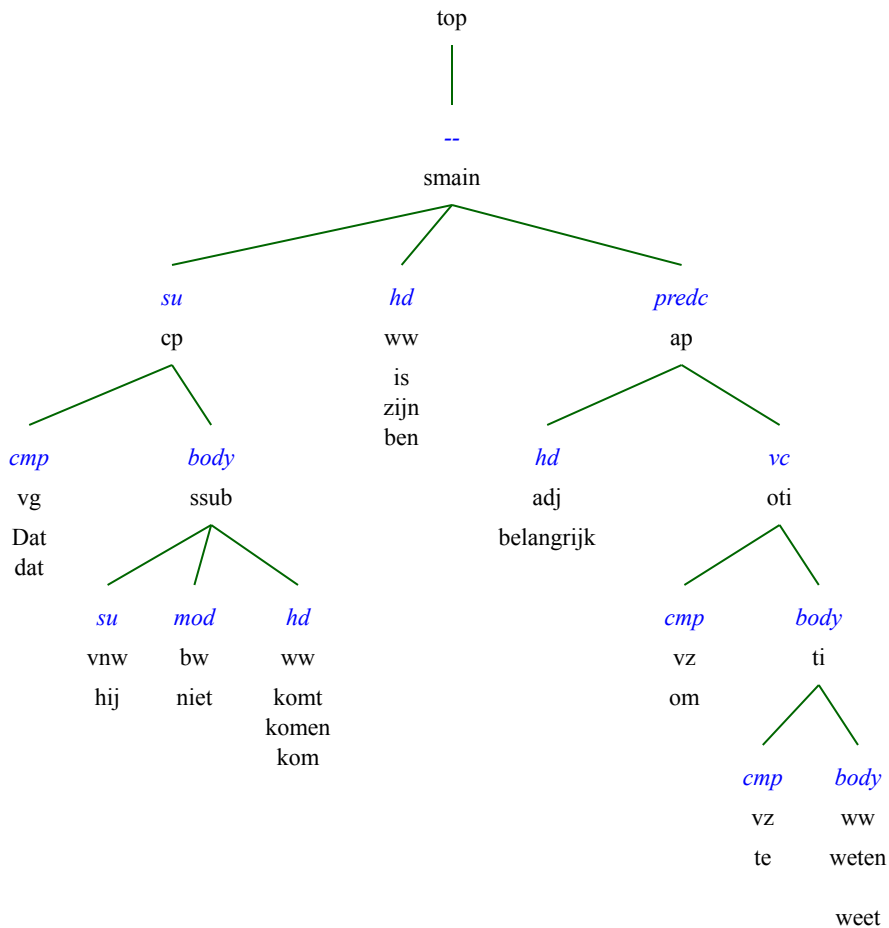 top
--
smain
su hd predc
cp ww ap
is
zijn
ben
cmp body hd vc
vg ssub adj oti
Dat belangrijk
dat
su mod hd cmp body
vnw bw ww vz ti
hij niet komt om
komen
kom
cmp body
vz ww
te weten
weet